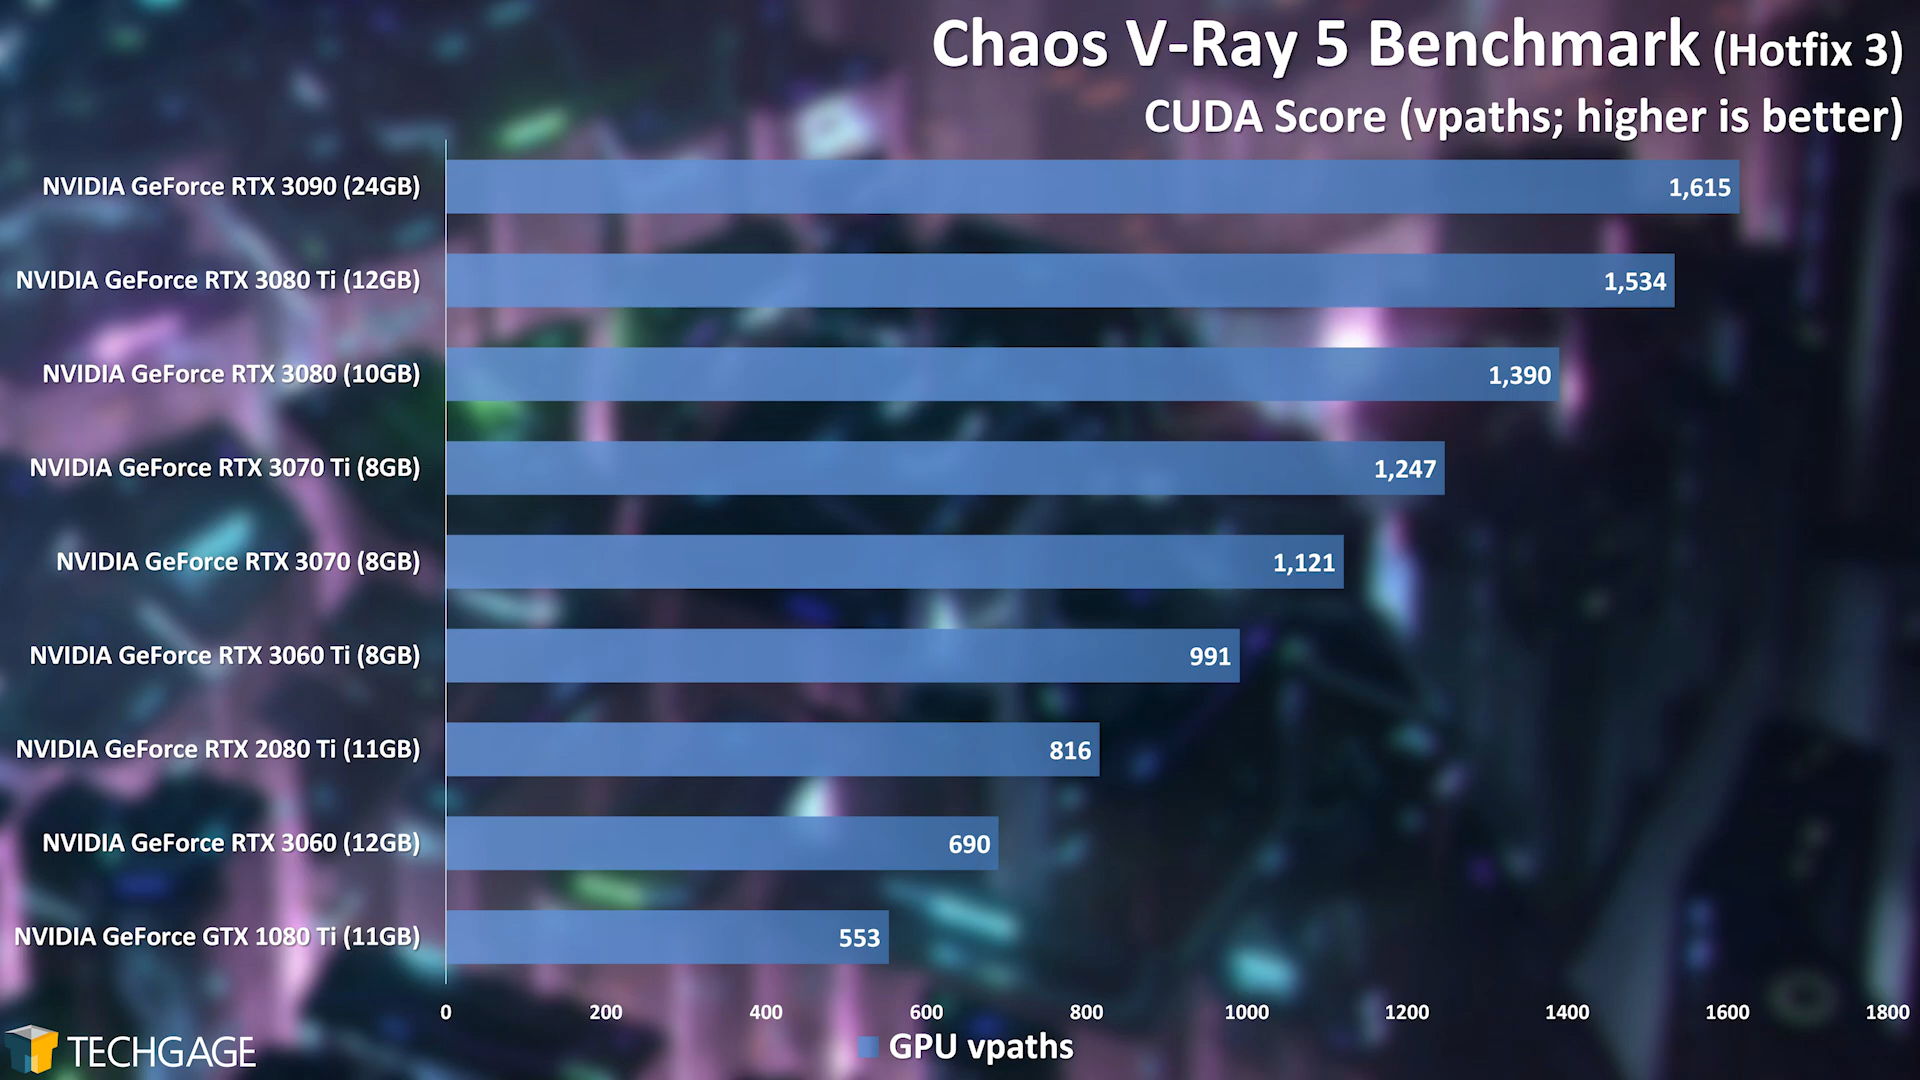 Chaos V-Ray 5 Benchmark (Hotfix 3)
CUDA Score (vpaths; higher is better)
NVIDIA GeForce RTX 3090 (24GB) 1,615
NVIDIA GeForce RTX 3080 Ti (12GB) 1,534
NVIDIA GeForce RTX 3080 (10GB) 1,390
NVIDIA GeForce RTX 3070 Ti (8GB) 1,247
NVIDIA GeForce RTX 3070 (8GB) 1,121
NVIDIA GeForce RTX 3060 Ti (8GB) 991
NVIDIA GeForce RTX 2080 Ti (11GB) 816
NVIDIA GeForce RTX 3060 (12GB) 690
NVIDIA GeForce GTX 1080 Ti (11GB) 553
0 200 400 600 800 1000 1200 1400 1600 1800
GPU vpaths
TECHGAGE